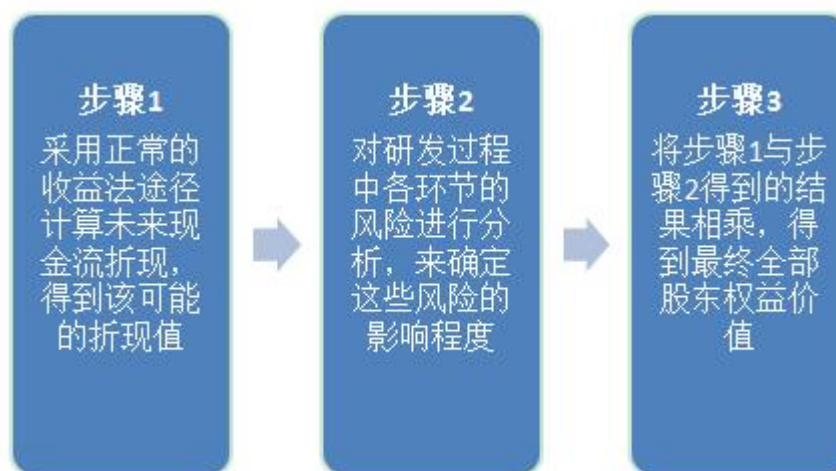 步骤1
采用正常的
收益法途径
计算未来现
金流折现，
得到该可能
的折现值
步骤2
对研发过程
中各环节的
风险进行分
析，来确定
这些风险的
影响程度
步骤3
将步骤1与步
骤2得到的结
果相乘，得
到最终全部
股东权益价
值